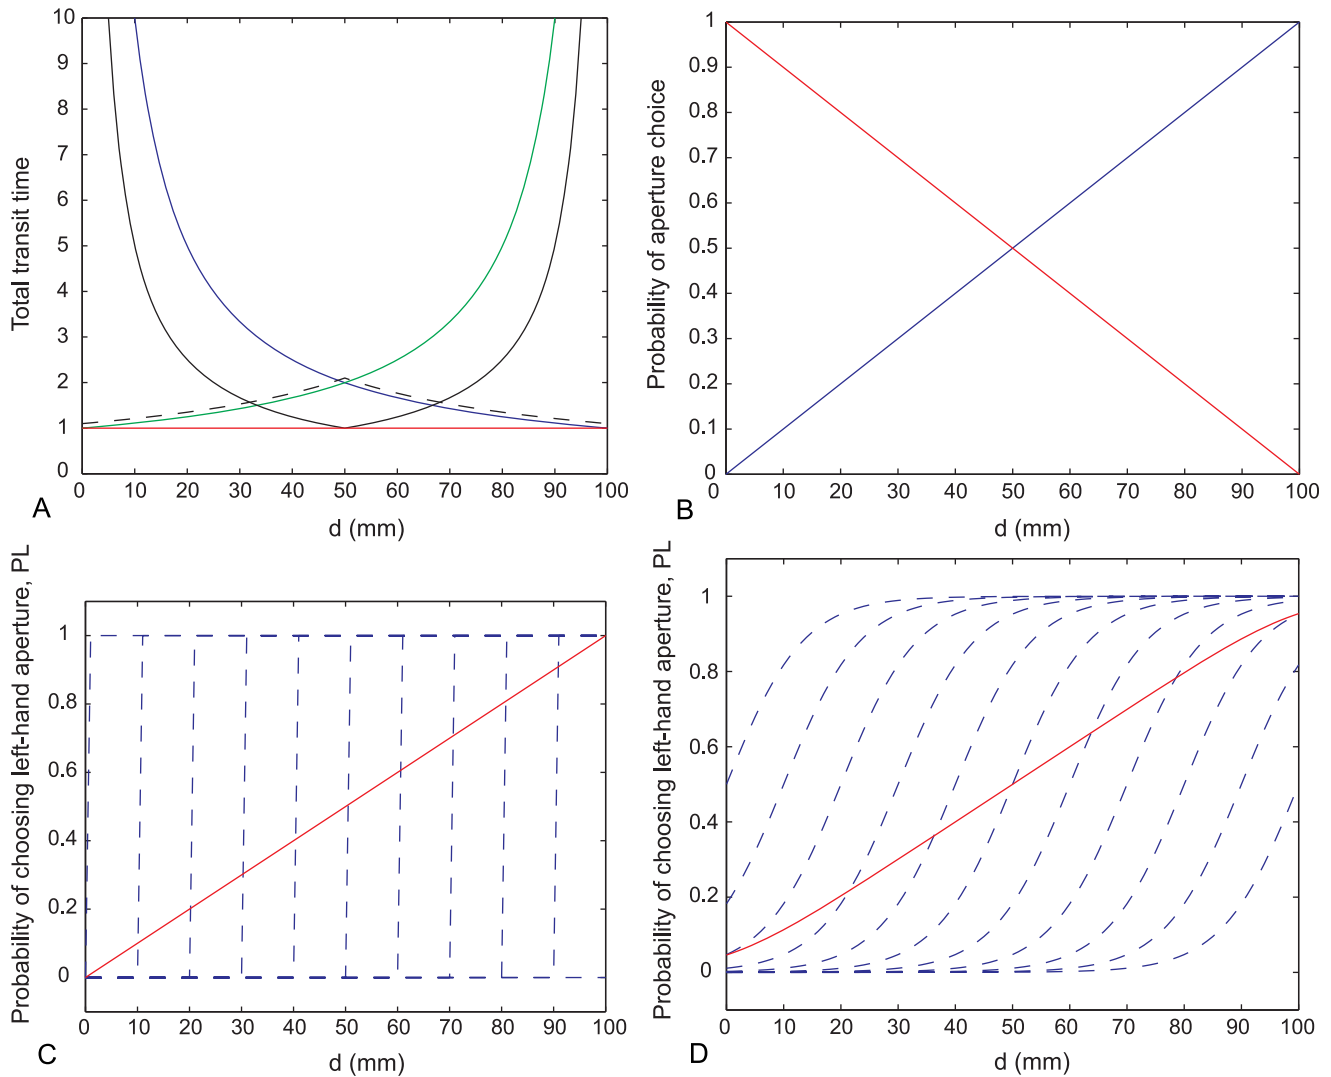 Total transit time
10
9
8
7
6
5
4
3
2
1
0
0 10 20 30 40 50 60 70 80 90 100
d (mm)
A
Probability of aperture choice
1
0.9
0.8
0.7
0.6
0.5
0.4
0.3
0.2
0.1
0
0 10 20 30 40 50 60 70 80 90 100
d (mm)
B
Probability of choosing left-hand aperture, PL
1
0.8
0.6
0.4
0.2
0
0 10 20 30 40 50 60 70 80 90 100
d (mm)
C
Probability of choosing left-hand aperture, PL
1
0.8
0.6
0.4
0.2
0
0 10 20 30 40 50 60 70 80 90 100
d (mm)
D